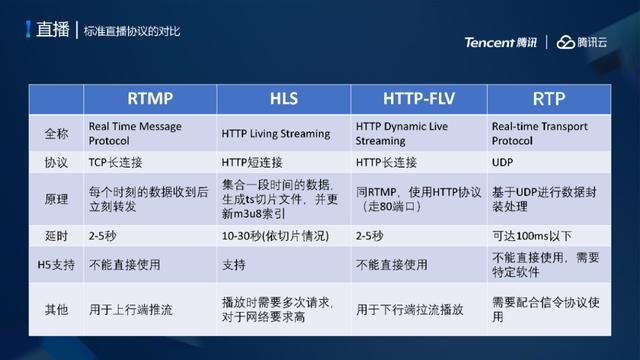 直播 标准直播协议的对比
Tencent 腾讯 腾讯云
RTMP HLS HTTP-FLV RTP
全称 Real Time Message Protocol HTTP Living Streaming HTTP Dynamic Live Streaming Real-time Transport Protocol
协议 TCP长连接 HTTP短连接 HTTP长连接 UDP
原理 每个时刻的数据收到后立刻转发 集合一段时间的数据，生成ts切片文件，并更新m3u8索引 同RTMP，使用HTTP协议（走80端口） 基于UDP进行数据封装处理
延时 2-5秒 10-30秒(依切片情况) 2-5秒 可达100ms以下
H5支持 不能直接使用 支持 不能直接使用 不能直接使用，需要特定软件
其他 用于上行端推流 播放时需要多次请求，对于网络要求高 用于下行端拉流播放 需要配合信令协议使用